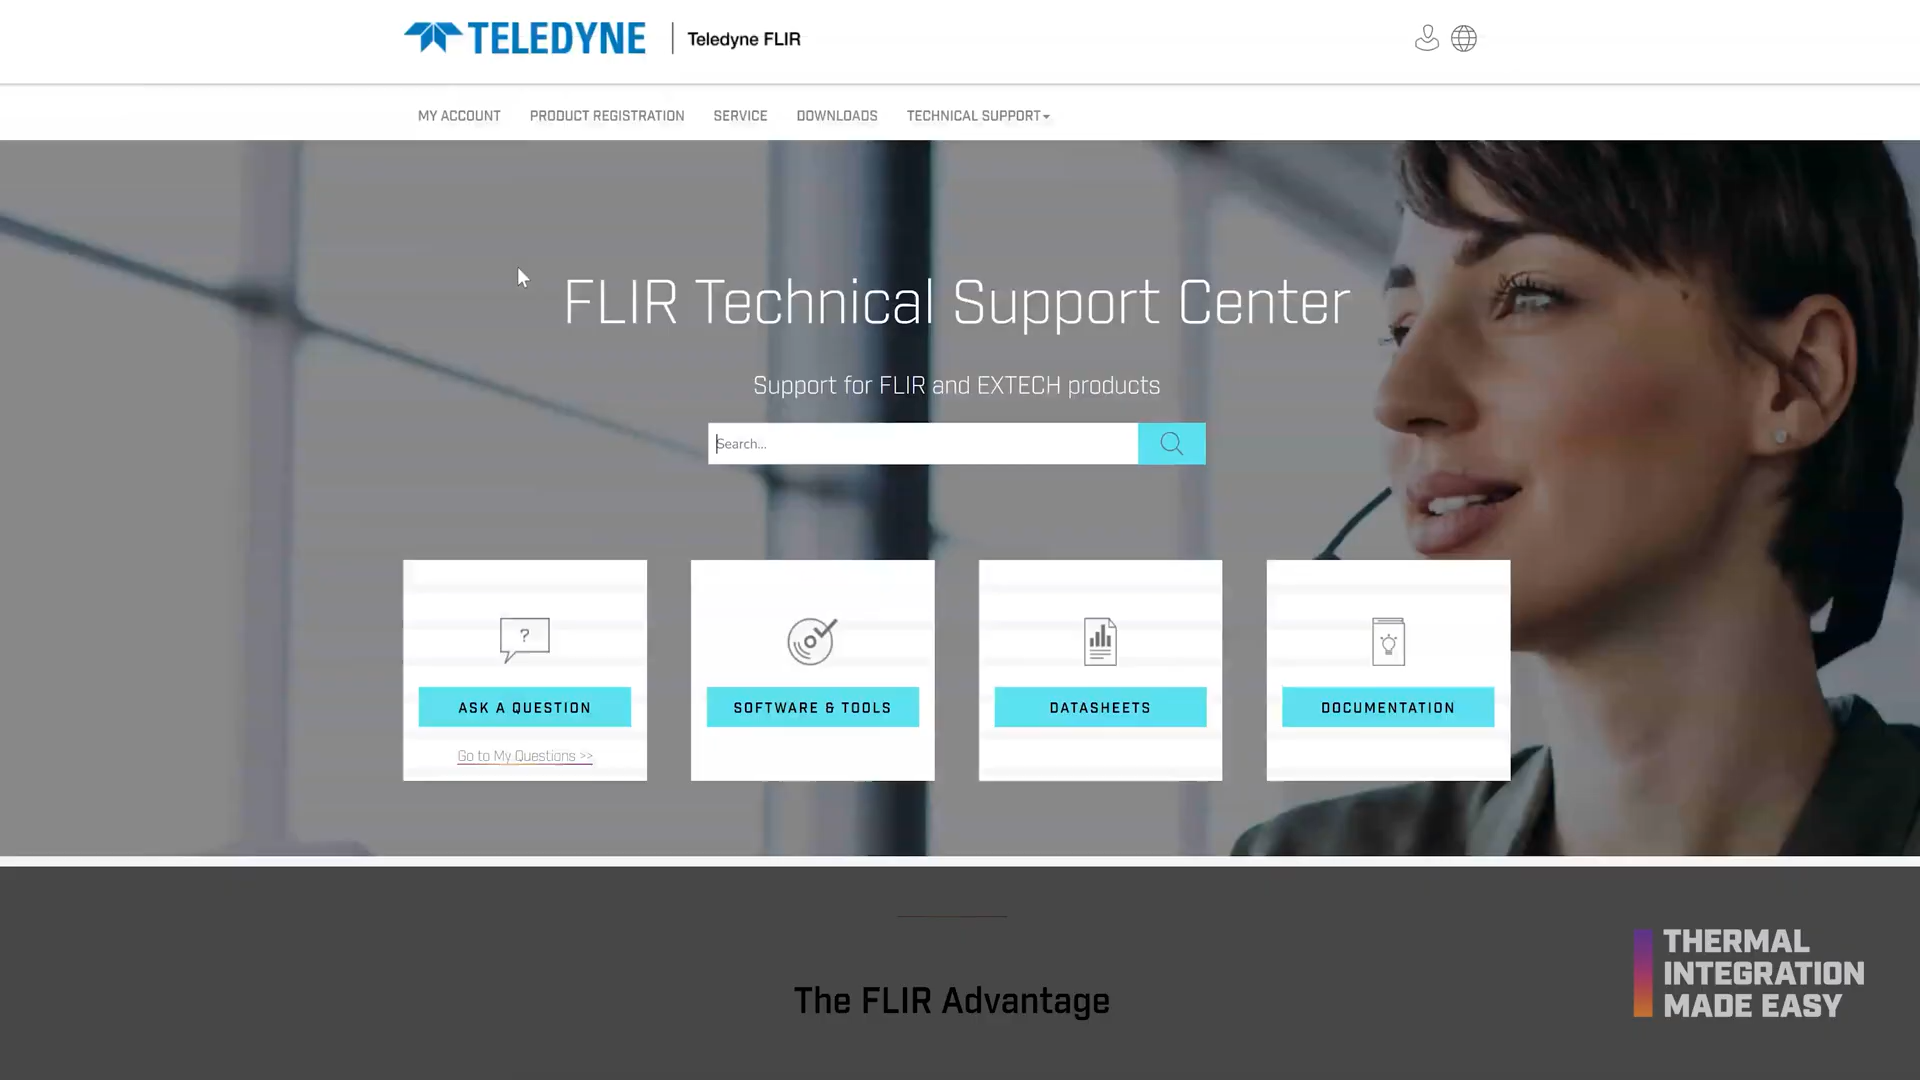 TELEDYNE
Teledyne FLIR
MY ACCOUNT PRODUCT REGISTRATION SERVICE DOWNLOADS TECHNICAL SUPPORT
FLIR Technical Support Center
Support for FLIR and EXTECH products
Search...
?
ASK A QUESTION
Go to My Questions >>
SOFTWARE & TOOLS
DATASHEETS
DOCUMENTATION
The FLIR Advantage
THERMAL
INTEGRATION
MADE EASY